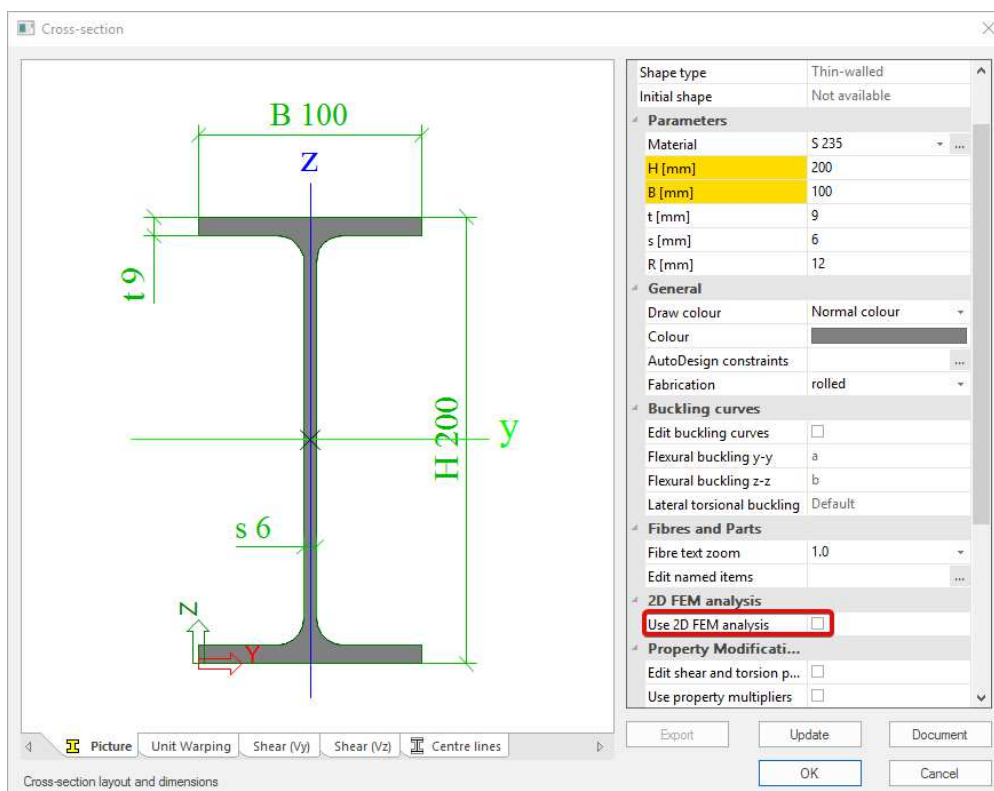 Cross-section
B 100
z
t 9
H 200
y
s 6
Z
Y
Picture
Unit Warping
Shear (Vy)
Shear (Vz)
Centre lines
Cross-section layout and dimensions
Shape type Thin-walled
Initial shape Not available
Parameters
Material S 235 ...
H [mm] 200
B [mm] 100
t [mm] 9
s [mm] 6
R [mm] 12
General
Draw colour Normal colour
Colour
AutoDesign constraints ...
Fabrication rolled
Buckling curves
Edit buckling curves
Flexural buckling y-y a
Flexural buckling z-z b
Lateral torsional buckling Default
Fibres and Parts
Fibre text zoom 1.0
Edit named items ...
2D FEM analysis
Use 2D FEM analysis
Property Modificati...
Edit shear and torsion p...
Use property multipliers
Export Update Document
OK Cancel